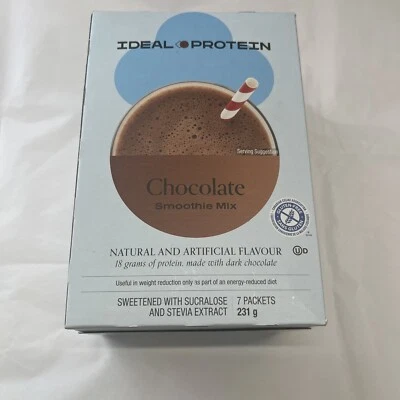 IDEAL PROTEIN
Serving Suggestion
Chocolate
Smoothie Mix
NATURAL AND ARTIFICIAL FLAVOUR
18 grams of protein, made with dark chocolate
U D
Useful in weight reduction only as part of an energy-reduced diet
SWEETENED WITH SUCRALOSE
AND STEVIA EXTRACT
7 PACKETS
231 g